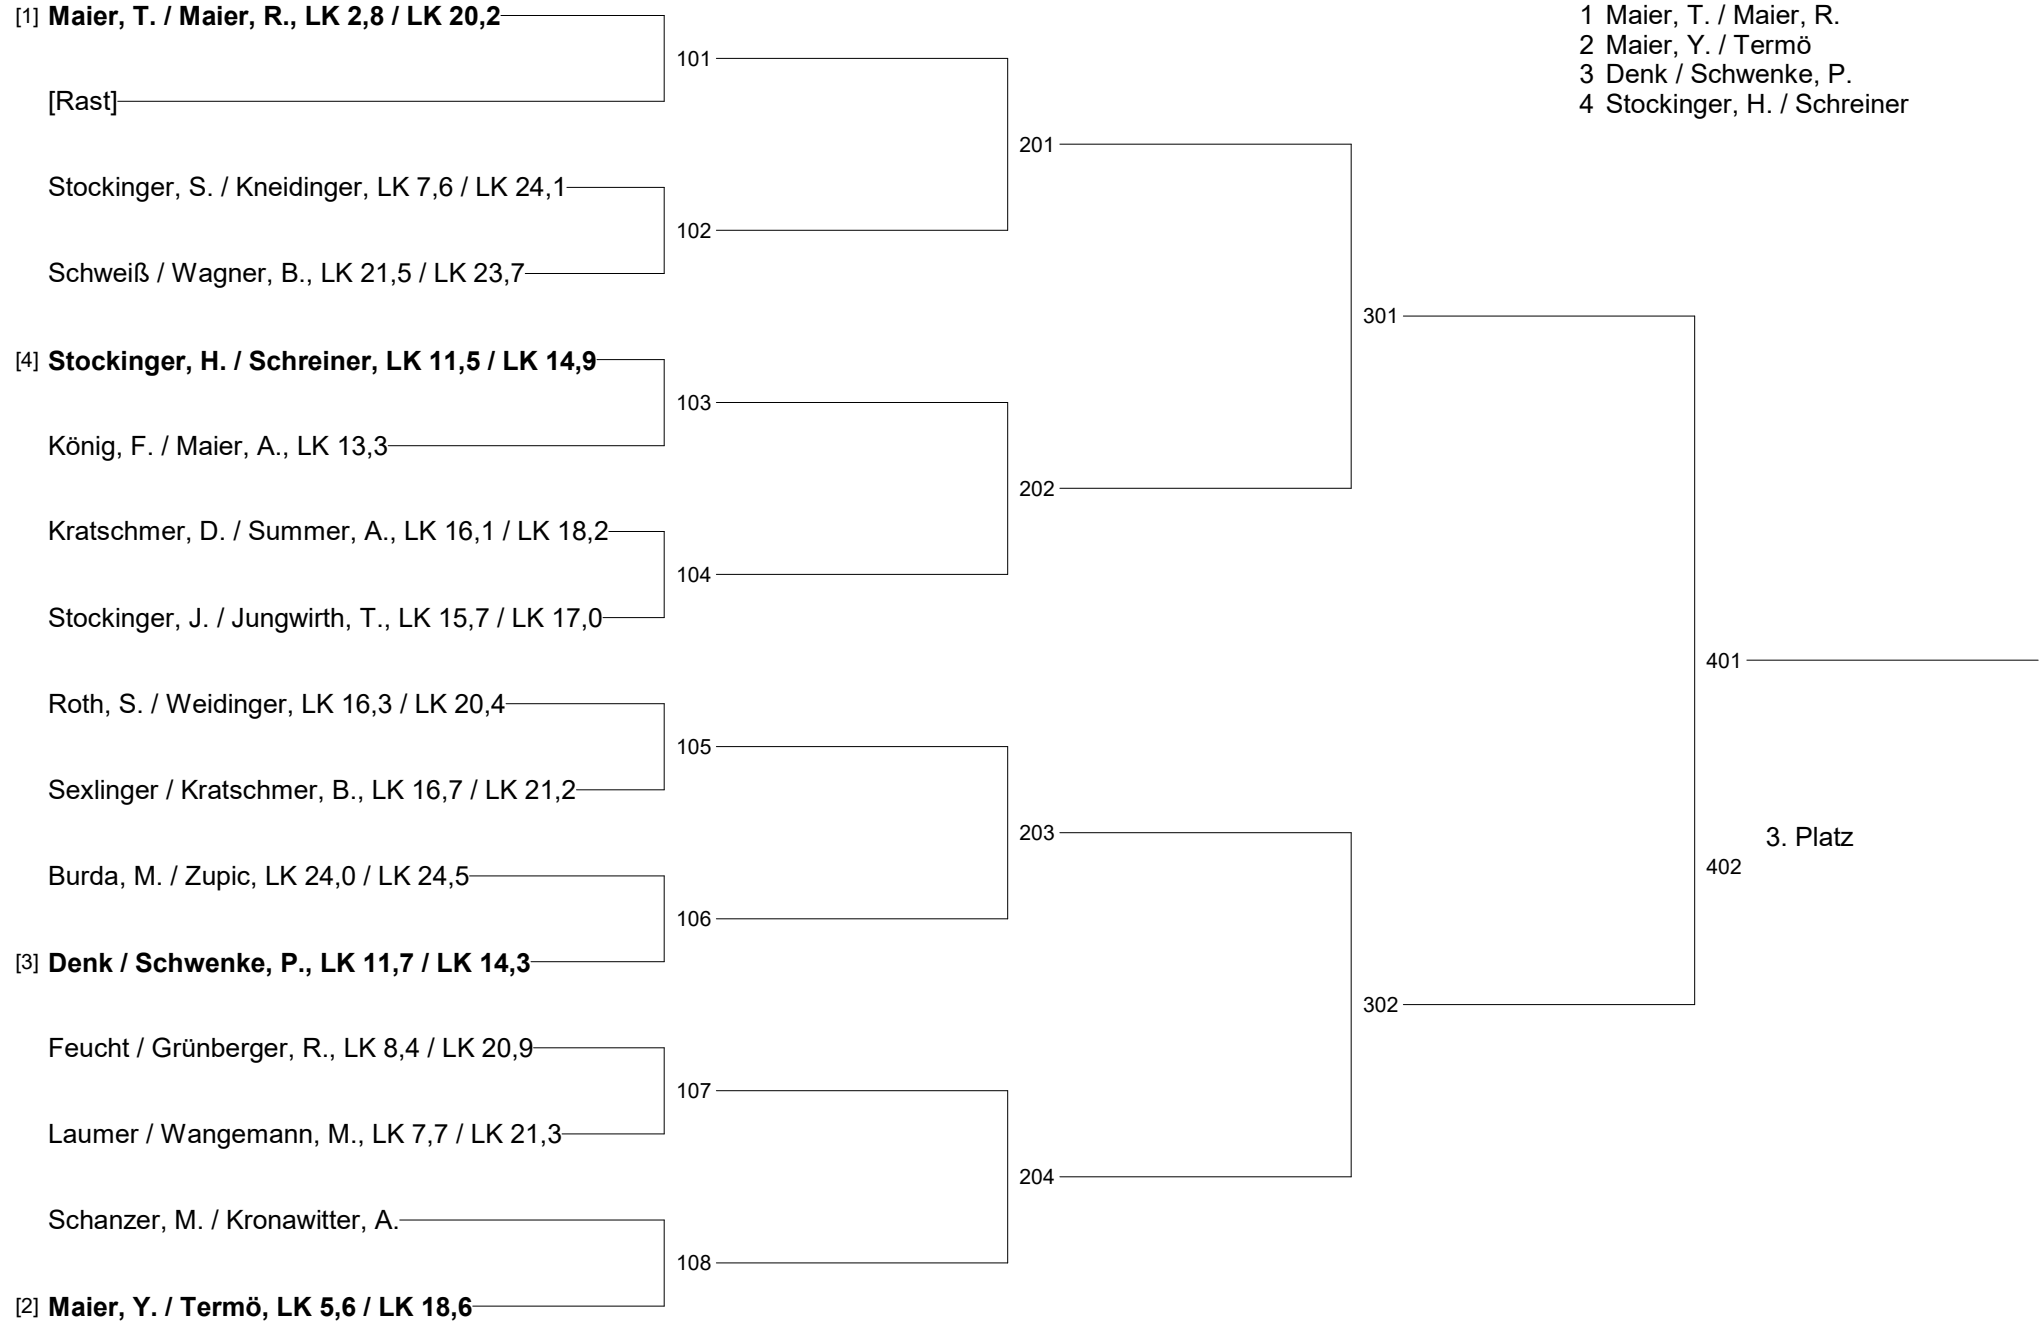 [1] Maier, T. / Maier, R., LK 2,8 / LK 20,2
[Rast]
Stockinger, S. / Kneidinger, LK 7,6 / LK 24,1
Schweiß / Wagner, B., LK 21,5 / LK 23,7
[4] Stockinger, H. / Schreiner, LK 11,5 / LK 14,9
König, F. / Maier, A., LK 13,3
Kratschmer, D. / Summer, A., LK 16,1 / LK 18,2
Stockinger, J. / Jungwirth, T., LK 15,7 / LK 17,0
Roth, S. / Weidinger, LK 16,3 / LK 20,4
Sexlinger / Kratschmer, B., LK 16,7 / LK 21,2
Burda, M. / Zupic, LK 24,0 / LK 24,5
[3] Denk / Schwenke, P., LK 11,7 / LK 14,3
Feucht / Grünberger, R., LK 8,4 / LK 20,9
Laumer / Wangemann, M., LK 7,7 / LK 21,3
Schanzer, M. / Kronawitter, A.
[2] Maier, Y. / Termö, LK 5,6 / LK 18,6
101
102
103
104
105
106
107
108
201
202
203
204
301
302
401
3. Platz
402
1 Maier, T. / Maier, R.
2 Maier, Y. / Termö
3 Denk / Schwenke, P.
4 Stockinger, H. / Schreiner